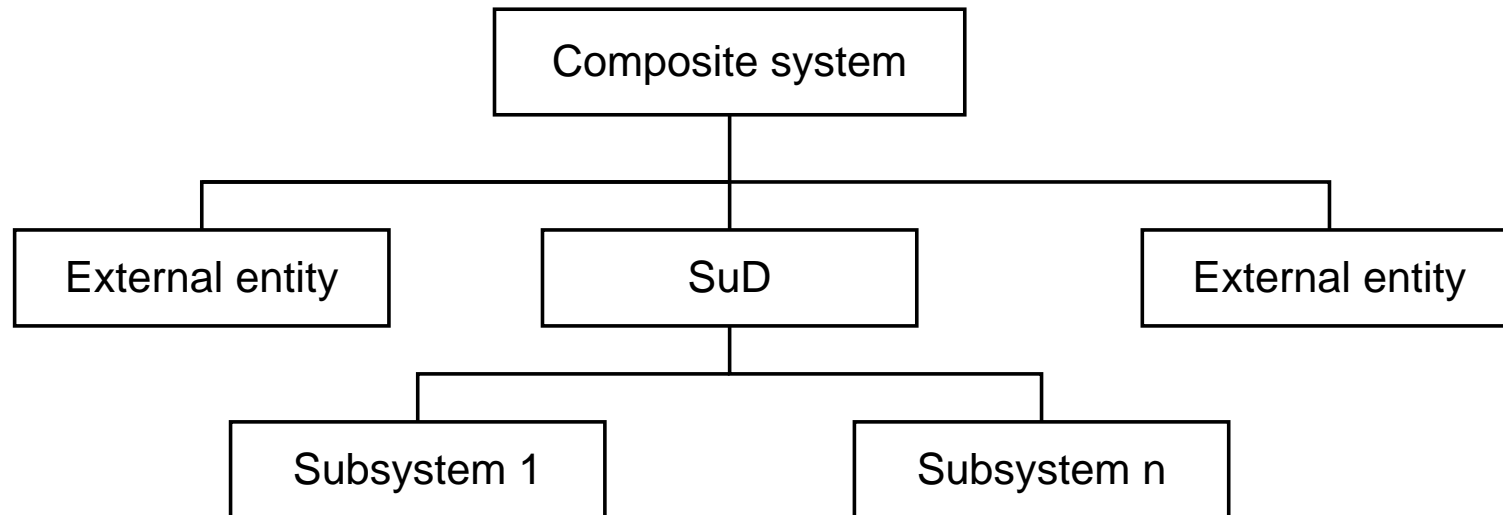 Composite system
External entity
SuD
External entity
Subsystem 1
Subsystem n